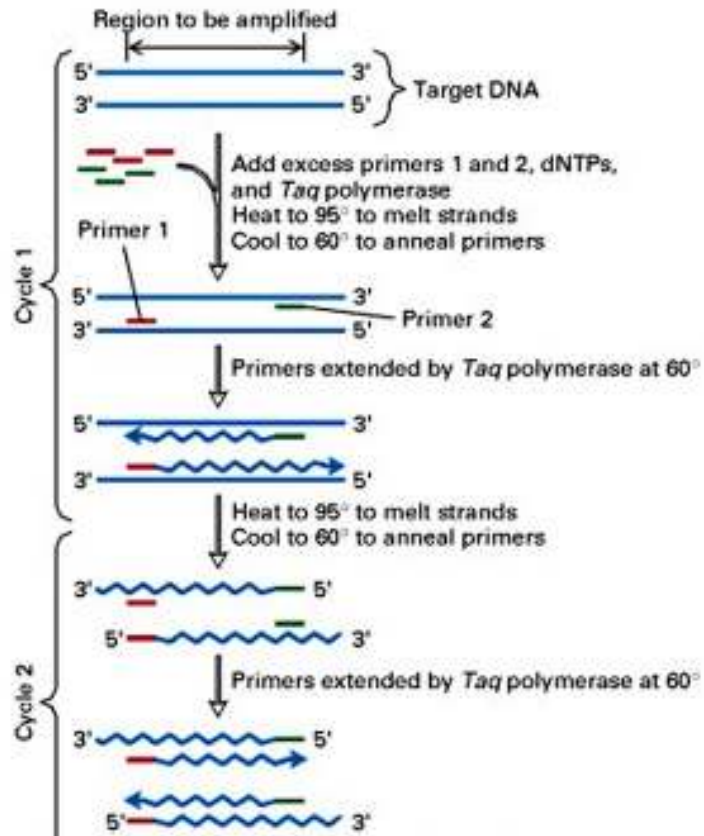 Region to be amplified
5' 3'
Target DNA
3' 5'
Add excess primers 1 and 2, dNTPs,
and Taq polymerase
Heat to 95° to melt strands
Cool to 60° to anneal primers
Primer 1
Cycle 1
5' 3'
Primer 2
3' 5'
Primers extended by Taq polymerase at 60°
5' 3'
3' 5'
Heat to 95° to melt strands
Cool to 60° to anneal primers
Cycle 2
3' 5'
5' 3'
Primers extended by Taq polymerase at 60°
3' 5'
5' 3'